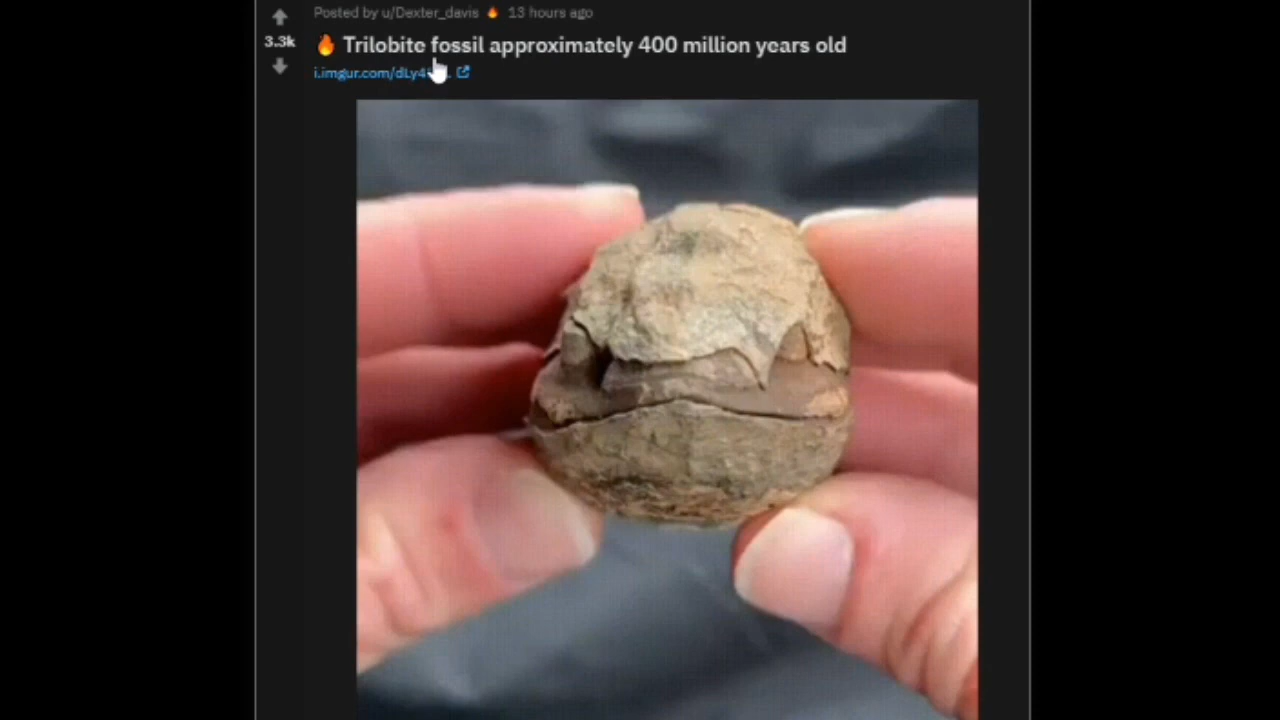 Posted by u/Dexter_davis 🔥 13 hours ago
3.3k
🔥 Trilobite fossil approximately 400 million years old